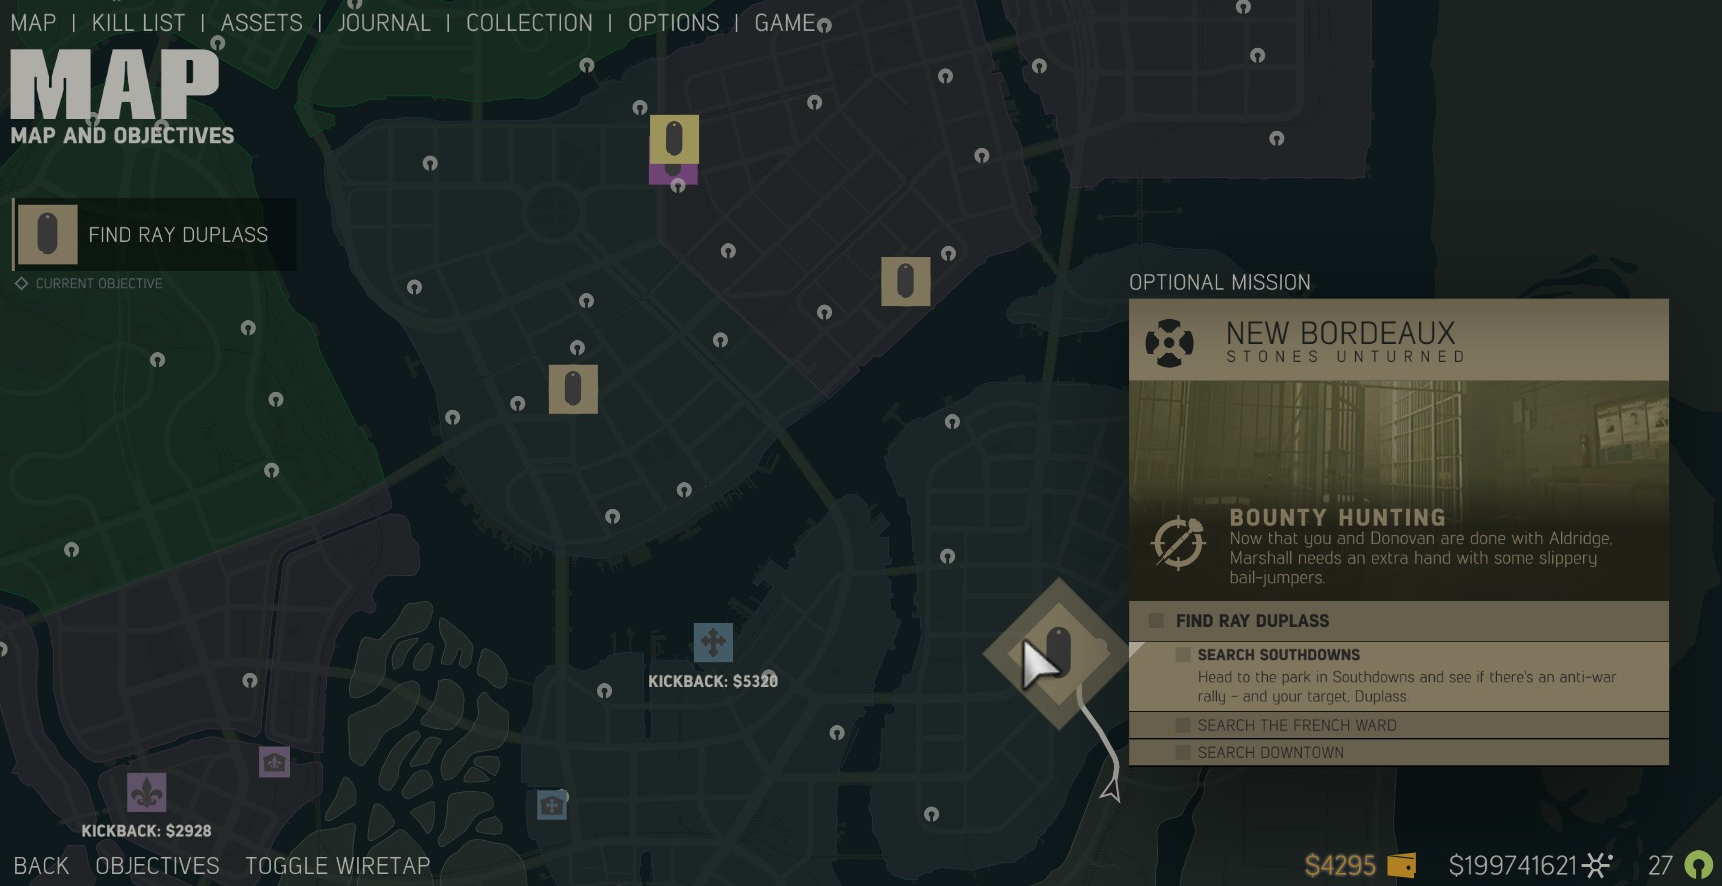 MAP | KILL LIST | ASSETS | JOURNAL | COLLECTION | OPTIONS | GAME
MAP
MAP AND OBJECTIVES
FIND RAY DUPLASS
CURRENT OBJECTIVE
OPTIONAL MISSION
NEW BORDEAUX
STONES UNTURNED
BOUNTY HUNTING
Now that you and Donovan are done with Aldridge,
Marshall needs an extra hand with some slippery
bail-jumpers.
FIND RAY DUPLASS
SEARCH SOUTHDOWNS
Head to the park in Southdowns and see if there's an anti-war
rally - and your target, Duplass.
SEARCH THE FRENCH WARD
SEARCH DOWNTOWN
KICKBACK: $5320
KICKBACK: $2928
BACK OBJECTIVES TOGGLE WIRETAP
$4295 $199741621 27